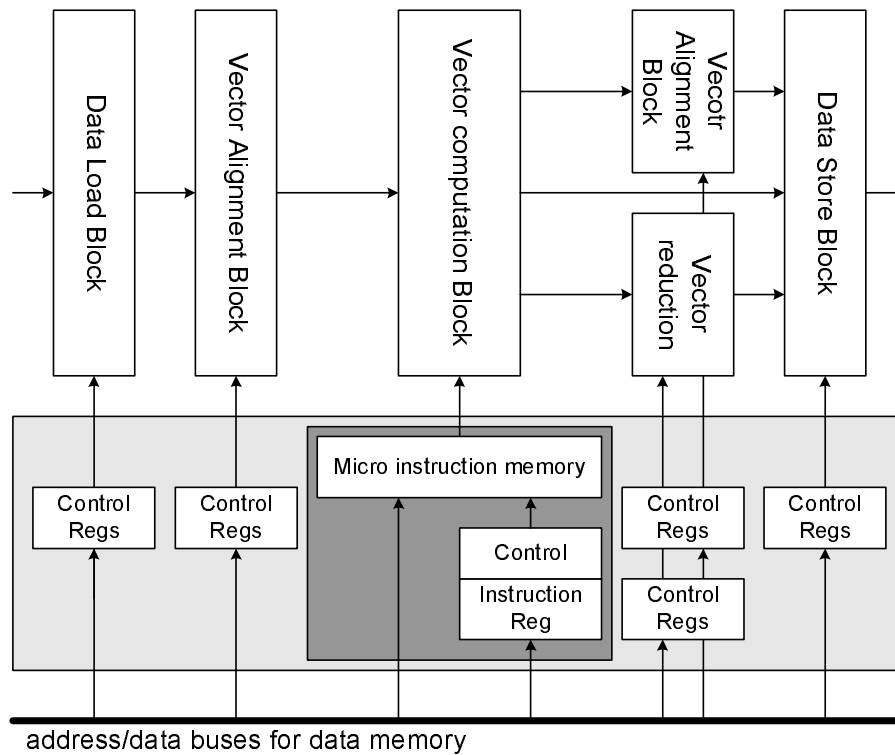 Data Load Block
Vector Alignment Block
Vector computation Block
Vecotr
Alignment
Block
Vector
reduction
Data Store Block
Micro instruction memory
Control
Regs
Control
Regs
Control
Instruction
Reg
Control
Regs
Control
Regs
Control
Regs
address/data buses for data memory